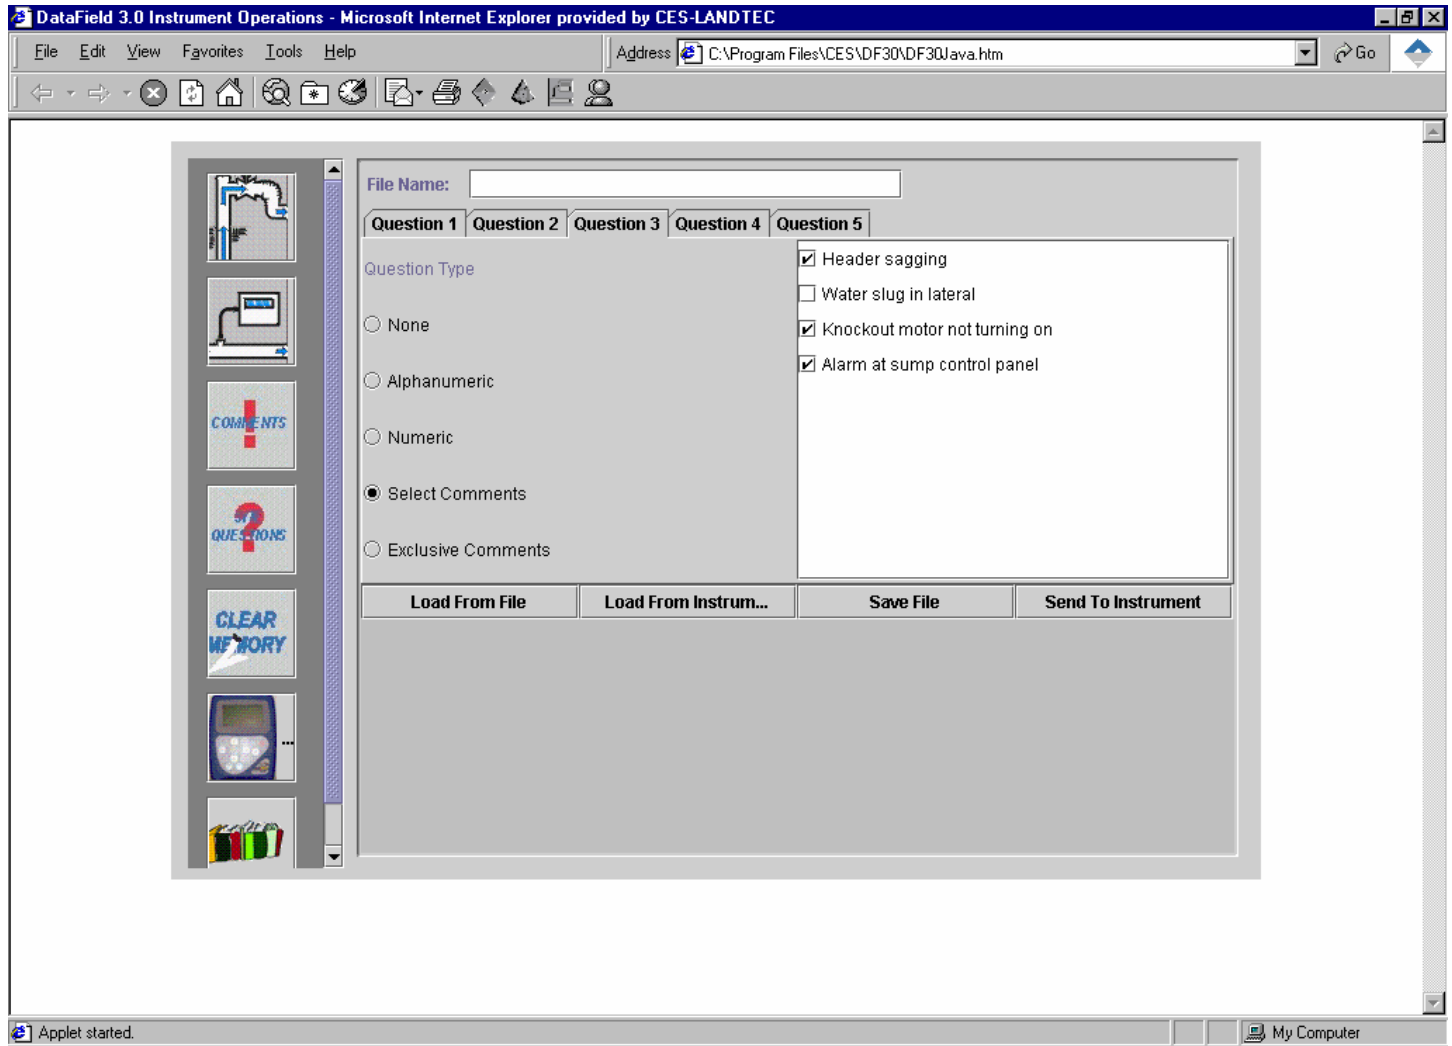 DataField 3.0 Instrument Operations - Microsoft Internet Explorer provided by CES-LANDTEC
File Edit View Favorites Tools Help Address C:\Program Files\CES\DF30\DF30Java.htm Go
File Name:
Question 1 Question 2 Question 3 Question 4 Question 5
Question Type
None
Alphanumeric
Numeric
Select Comments
Exclusive Comments
Header sagging
Water slug in lateral
Knockout motor not turning on
Alarm at sump control panel
Load From File Load From Instrum... Save File Send To Instrument
COMMENTS
QUESTIONS
CLEAR
MEMORY
...
Applet started. My Computer